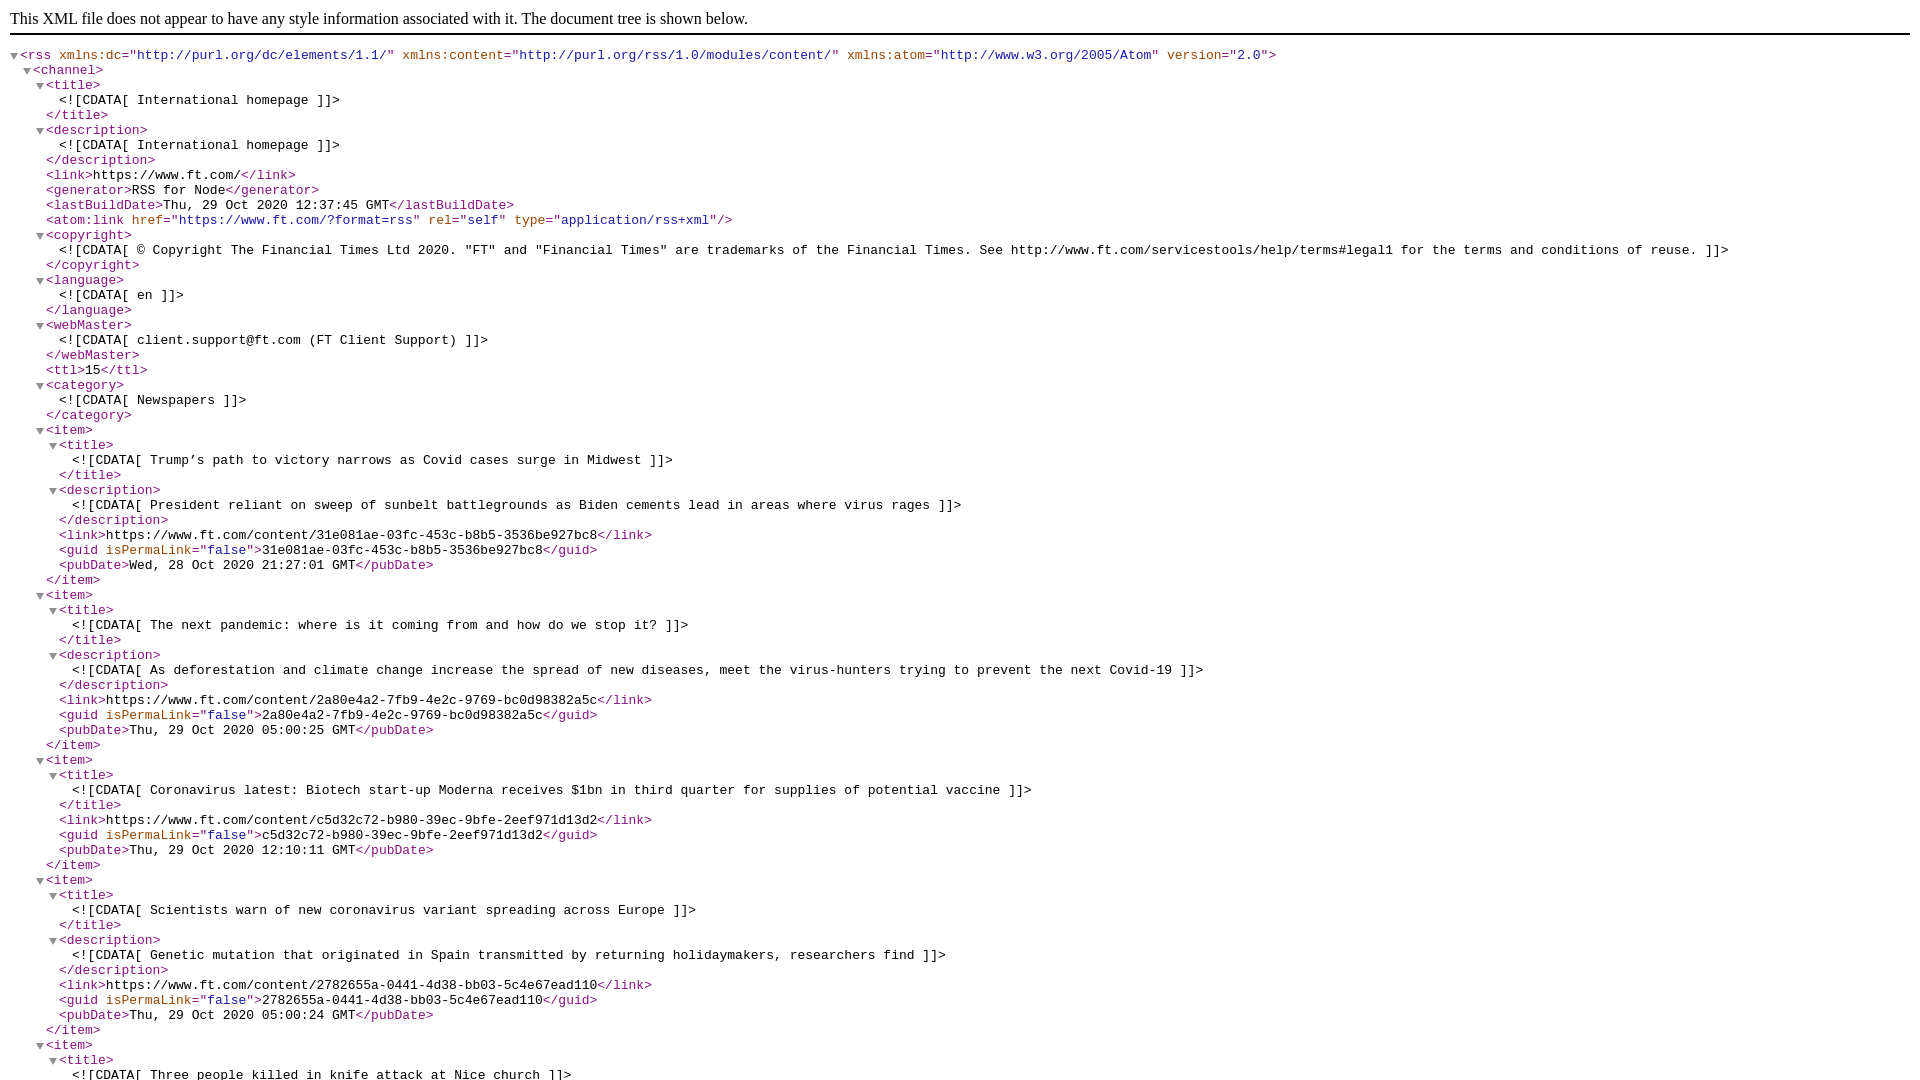 This XML file does not appear to have any style information associated with it. The document tree is shown below.
<rss xmlns:dc="http://purl.org/dc/elements/1.1/" xmlns:content="http://purl.org/rss/1.0/modules/content/" xmlns:atom="http://www.w3.org/2005/Atom" version="2.0">
<channel>
<title>
<![CDATA[ International homepage ]]>
</title>
<description>
<![CDATA[ International homepage ]]>
</description>
<link>https://www.ft.com/</link>
<generator>RSS for Node</generator>
<lastBuildDate>Thu, 29 Oct 2020 12:37:45 GMT</lastBuildDate>
<atom:link href="https://www.ft.com/?format=rss" rel="self" type="application/rss+xml"/>
<copyright>
<![CDATA[ © Copyright The Financial Times Ltd 2020. "FT" and "Financial Times" are trademarks of the Financial Times. See http://www.ft.com/servicestools/help/terms#legal1 for the terms and conditions of reuse. ]]>
</copyright>
<language>
<![CDATA[ en ]]>
</language>
<webMaster>
<![CDATA[ client.support@ft.com (FT Client Support) ]]>
</webMaster>
<ttl>15</ttl>
<category>
<![CDATA[ Newspapers ]]>
</category>
<item>
<title>
<![CDATA[ Trump’s path to victory narrows as Covid cases surge in Midwest ]]>
</title>
<description>
<![CDATA[ President reliant on sweep of sunbelt battlegrounds as Biden cements lead in areas where virus rages ]]>
</description>
<link>https://www.ft.com/content/31e081ae-03fc-453c-b8b5-3536be927bc8</link>
<guid isPermaLink="false">31e081ae-03fc-453c-b8b5-3536be927bc8</guid>
<pubDate>Wed, 28 Oct 2020 21:27:01 GMT</pubDate>
</item>
<item>
<title>
<![CDATA[ The next pandemic: where is it coming from and how do we stop it? ]]>
</title>
<description>
<![CDATA[ As deforestation and climate change increase the spread of new diseases, meet the virus-hunters trying to prevent the next Covid-19 ]]>
</description>
<link>https://www.ft.com/content/2a80e4a2-7fb9-4e2c-9769-bc0d98382a5c</link>
<guid isPermaLink="false">2a80e4a2-7fb9-4e2c-9769-bc0d98382a5c</guid>
<pubDate>Thu, 29 Oct 2020 05:00:25 GMT</pubDate>
</item>
<item>
<title>
<![CDATA[ Coronavirus latest: Biotech start-up Moderna receives $1bn in third quarter for supplies of potential vaccine ]]>
</title>
<link>https://www.ft.com/content/c5d32c72-b980-39ec-9bfe-2eef971d13d2</link>
<guid isPermaLink="false">c5d32c72-b980-39ec-9bfe-2eef971d13d2</guid>
<pubDate>Thu, 29 Oct 2020 12:10:11 GMT</pubDate>
</item>
<item>
<title>
<![CDATA[ Scientists warn of new coronavirus variant spreading across Europe ]]>
</title>
<description>
<![CDATA[ Genetic mutation that originated in Spain transmitted by returning holidaymakers, researchers find ]]>
</description>
<link>https://www.ft.com/content/2782655a-0441-4d38-bb03-5c4e67ead110</link>
<guid isPermaLink="false">2782655a-0441-4d38-bb03-5c4e67ead110</guid>
<pubDate>Thu, 29 Oct 2020 05:00:24 GMT</pubDate>
</item>
<item>
<title>
<![CDATA[ Three people killed in knife attack at Nice church ]]>